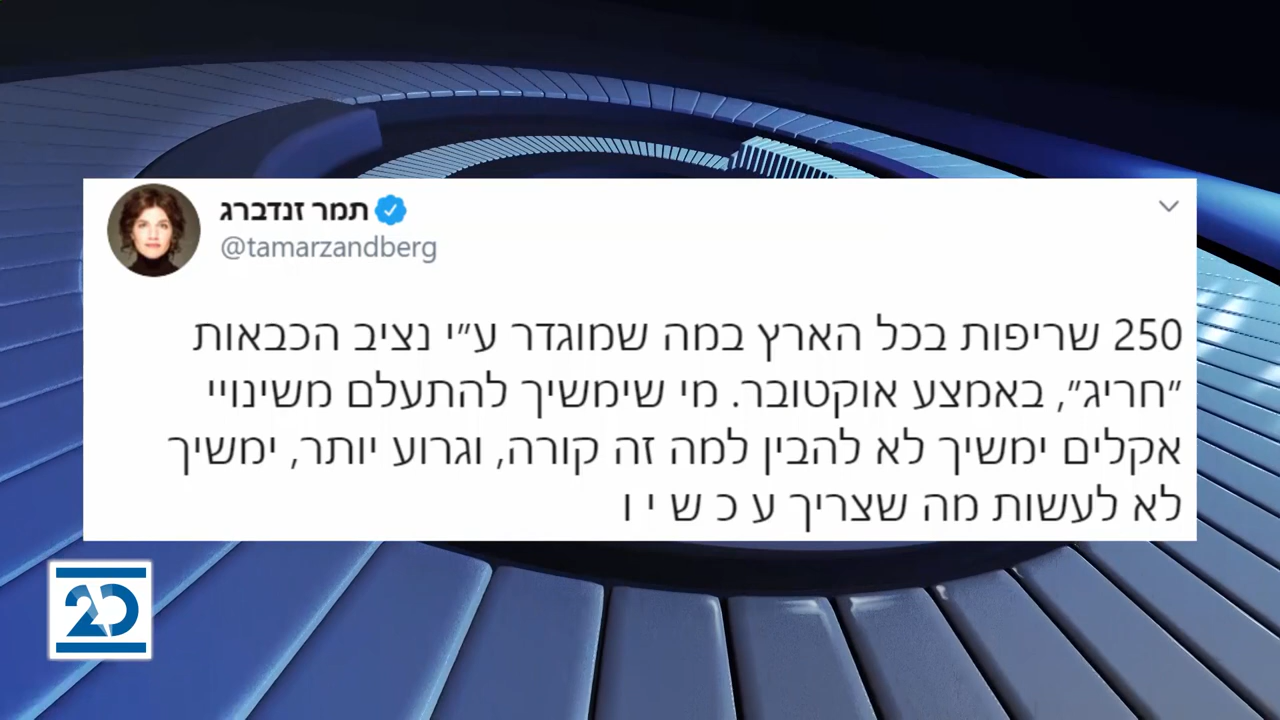 תמר זנדברג
@tamarzandberg
250 שריפות בכל הארץ במה שמוגדר ע״י נציב הכבאות
״חריג״, באמצע אוקטובר. מי שימשיך להתעלם משינויי
אקלים ימשיך לא להבין למה זה קורה, וגרוע יותר, ימשיך
לא לעשות מה שצריך ע כ ש י ו
20